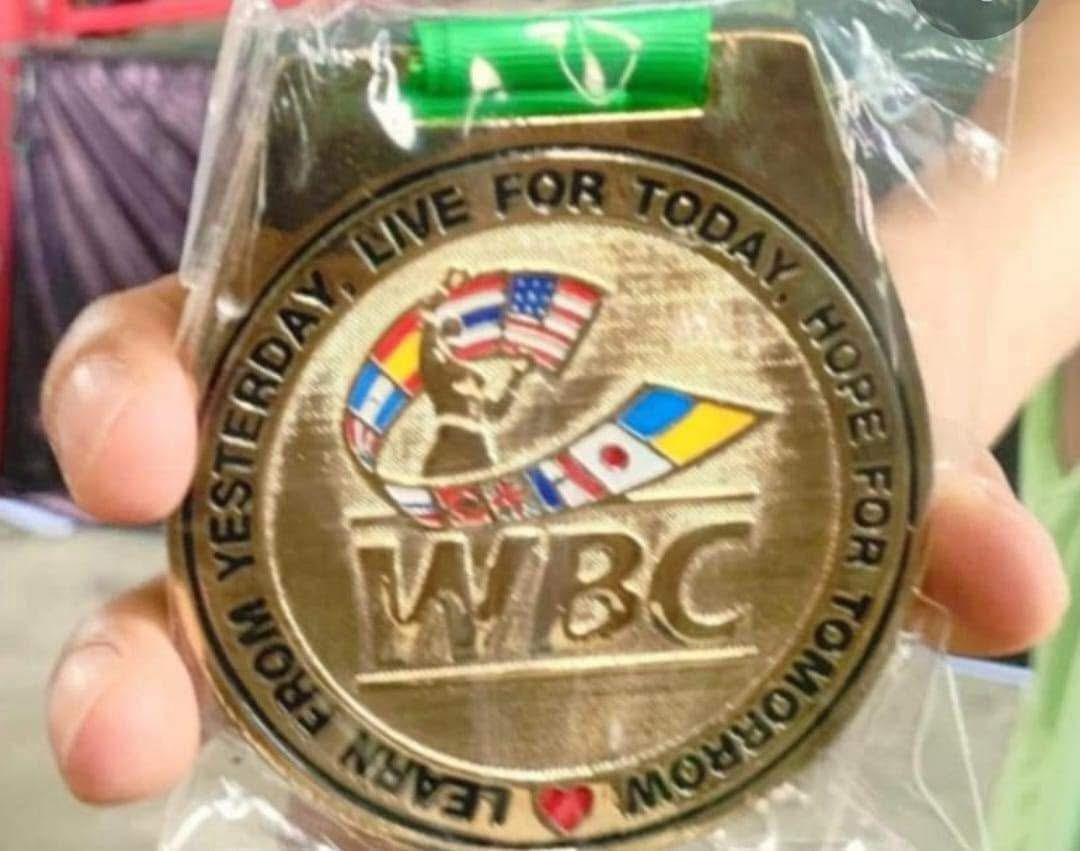 LEARN FROM YESTERDAY, LIVE FOR TODAY, HOPE FOR TOMORROW
WBC